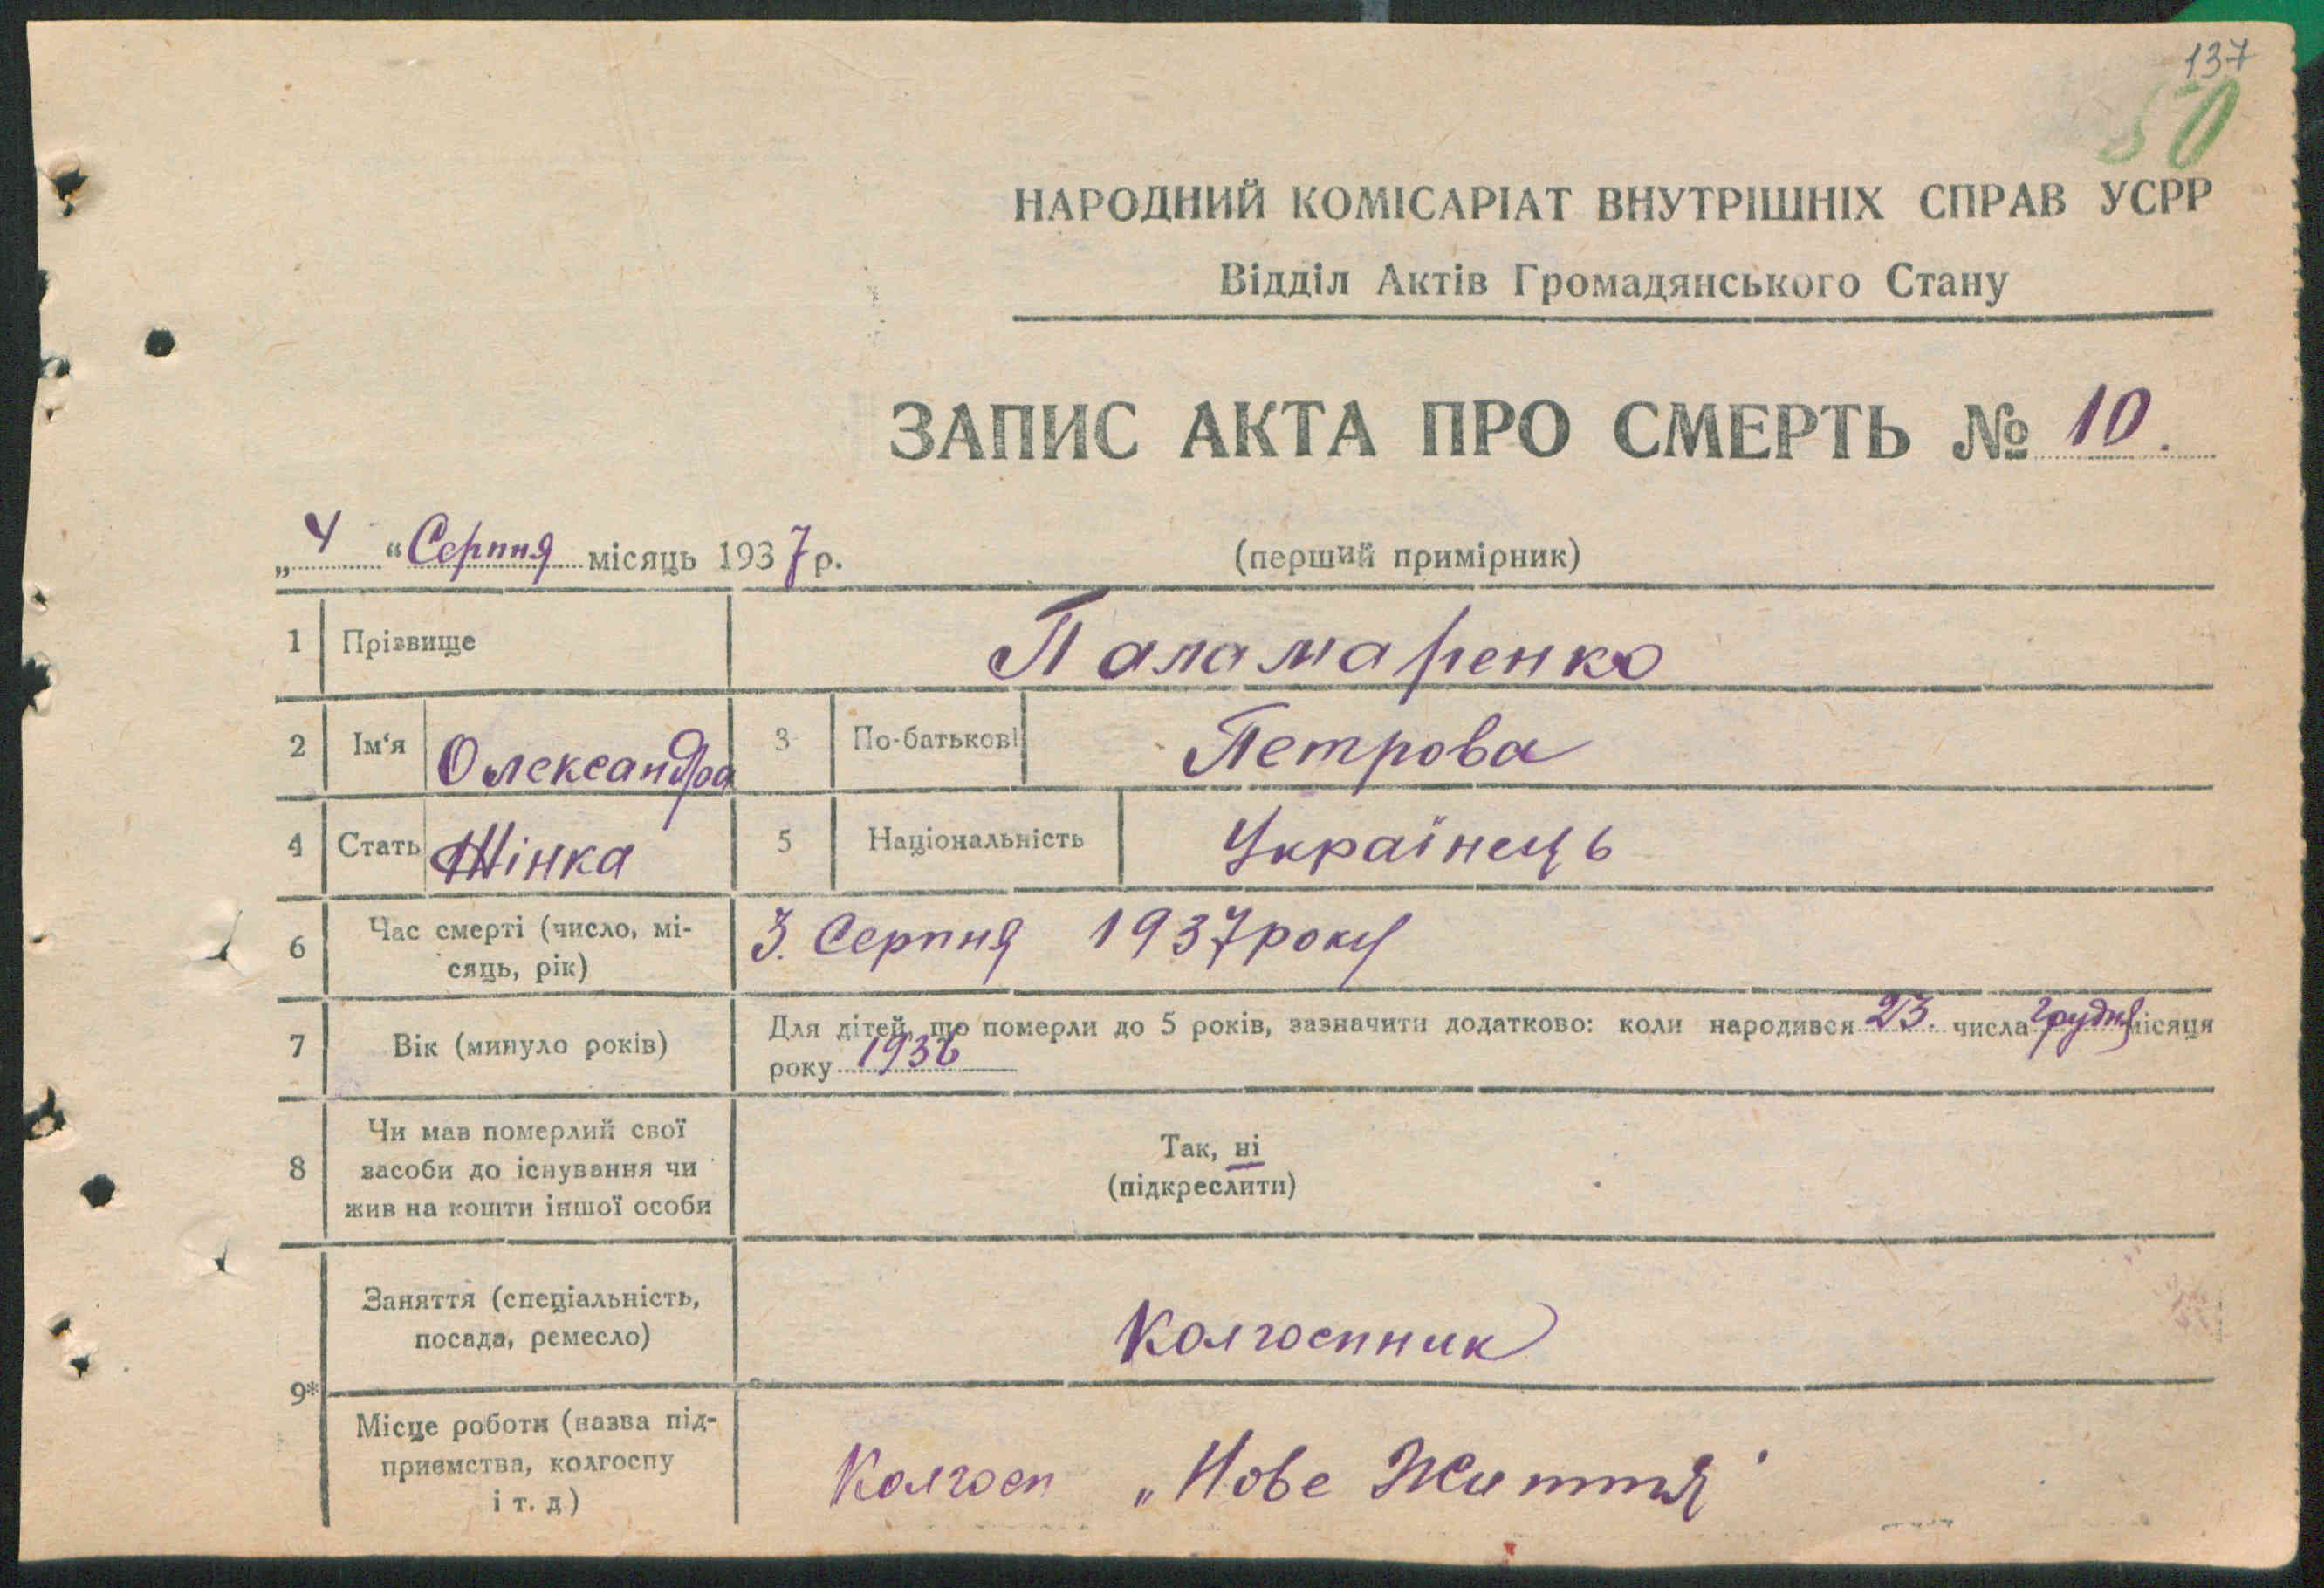 137
50
НАРОДНИЙ КОМІСАРІАТ ВНУТРІШНІХ СПРАВ УСРР
Відділ Актів Громадянського Стану
ЗАПИС АКТА ПРО СМЕРТЬ № 10.
„4“ Серпня місяць 1937 р.
(перший примірник)
1 Прізвище Паламаренко
2 Ім‘я Олександра 3 По-батькові Петрова
4 Стать Жінка 5 Національність Українець
6 Час смерті (число, мі-
сяць, рік) 3. Серпня 1937 року
7 Вік (минуло років) Для дітей, що померли до 5 років, зазначити додатково: коли народився 23. числа Грудня місяця
року 1936
8 Чи мав померлий свої
засоби до існування чи
жив на кошти іншої особи
Так, ні
(підкреслити)
9* Заняття (спеціальність,
посада, ремесло) Колгоспник
Місце роботи (назва під-
приємства, колгоспу
і т. д) Колгосп „Нове Життя"